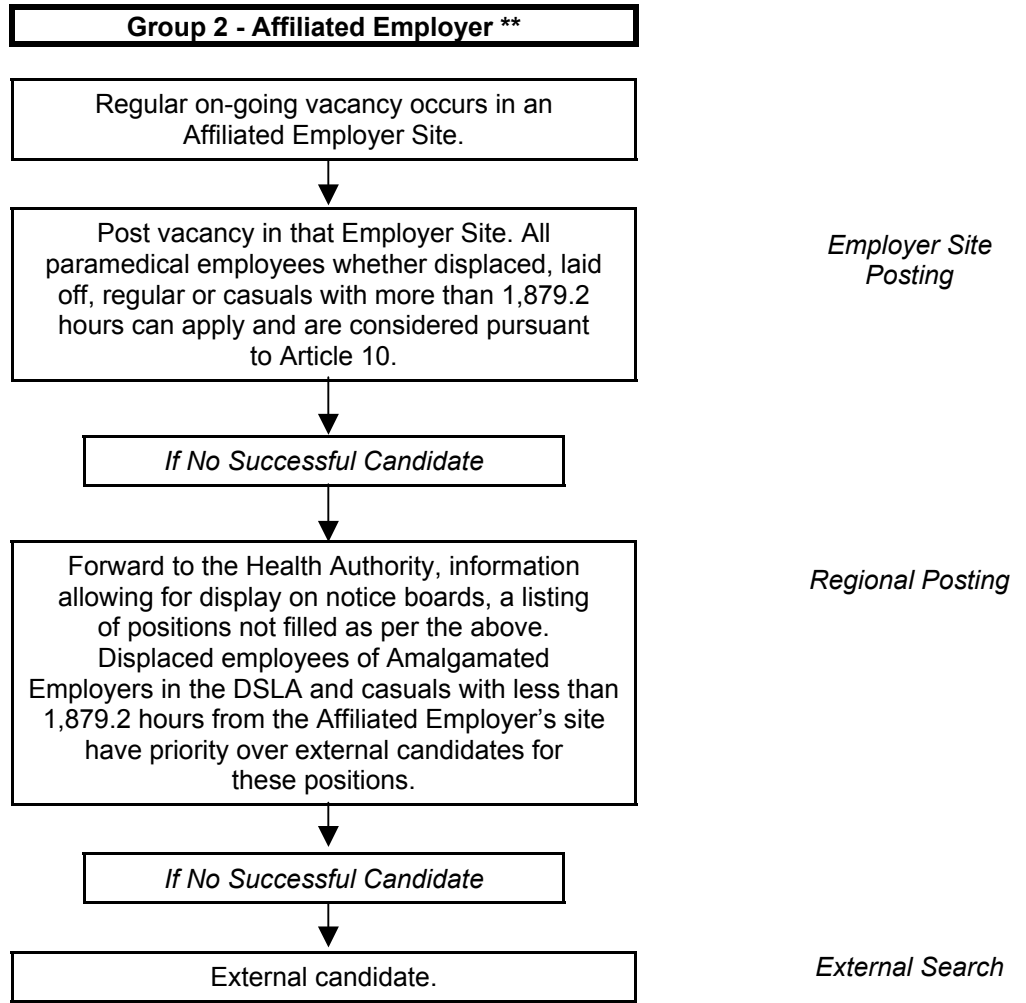 Group 2 - Affiliated Employer **
Regular on-going vacancy occurs in an
Affiliated Employer Site.
Post vacancy in that Employer Site. All
paramedical employees whether displaced, laid
off, regular or casuals with more than 1,879.2
hours can apply and are considered pursuant
to Article 10.
Employer Site
Posting
If No Successful Candidate
Forward to the Health Authority, information
allowing for display on notice boards, a listing
of positions not filled as per the above.
Displaced employees of Amalgamated
Employers in the DSLA and casuals with less than
1,879.2 hours from the Affiliated Employer's site
have priority over external candidates for
these positions.
Regional Posting
If No Successful Candidate
External candidate.
External Search